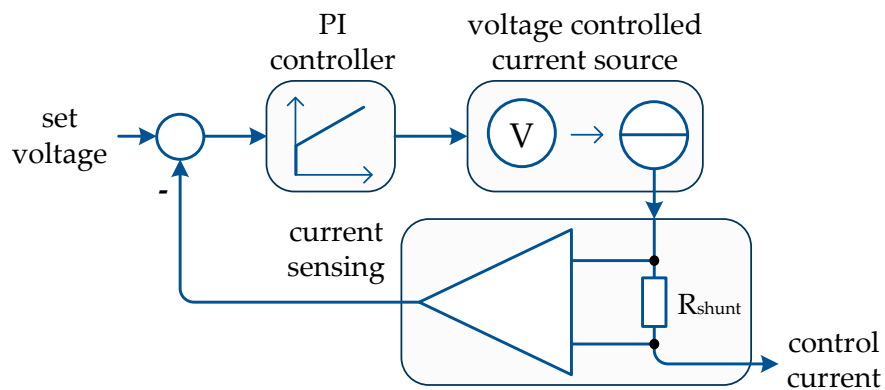 PI
controller
voltage controlled
current source
set
voltage
V
-
current
sensing
Rshunt
control
current